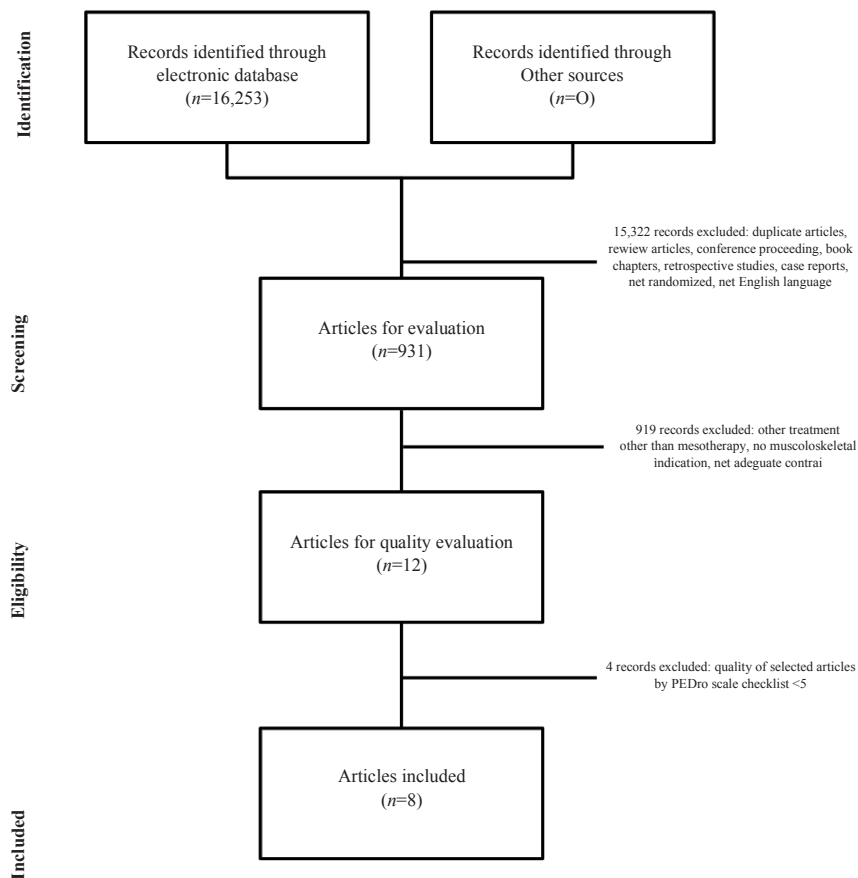 Identification
Records identified through
electronic database
(n=16,253)
Records identified through
Other sources
(n=O)
15,322 records excluded: duplicate articles,
rewiew articles, conference proceeding, book
chapters, retrospective studies, case reports,
net randomized, net English language
Screening
Articles for evaluation
(n=931)
919 records excluded: other treatment
other than mesotherapy, no muscoloskeletal
indication, net adeguate contrai
Eligibility
Articles for quality evaluation
(n=12)
4 records excluded: quality of selected articles
by PEDro scale checklist <5
Included
Articles included
(n=8)